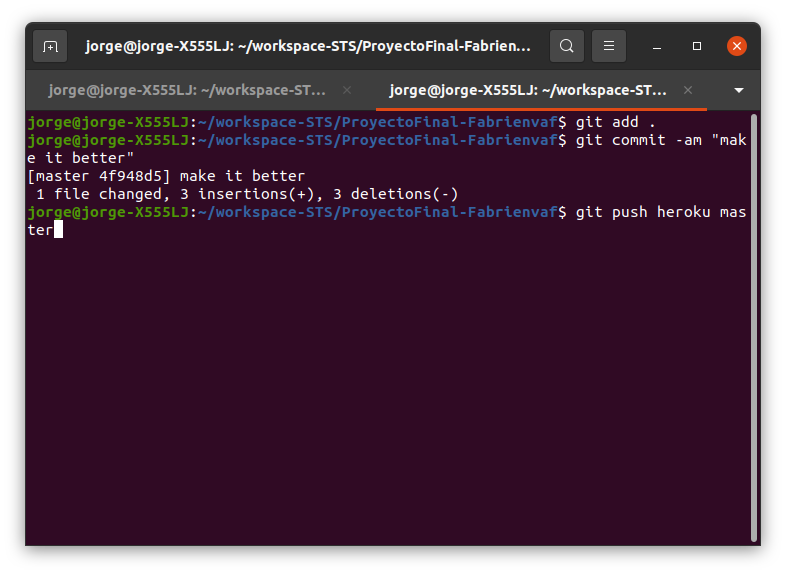 jorge@jorge-X555LJ: ~/workspace-STS/ProyectoFinal-Fabrien...
jorge@jorge-X555LJ: ~/workspace-ST...
jorge@jorge-X555LJ: ~/workspace-ST...
jorge@jorge-X555LJ:~/workspace-STS/ProyectoFinal-Fabrienvaf$ git add .
jorge@jorge-X555LJ:~/workspace-STS/ProyectoFinal-Fabrienvaf$ git commit -am "mak
e it better"
[master 4f948d5] make it better
 1 file changed, 3 insertions(+), 3 deletions(-)
jorge@jorge-X555LJ:~/workspace-STS/ProyectoFinal-Fabrienvaf$ git push heroku mas
ter